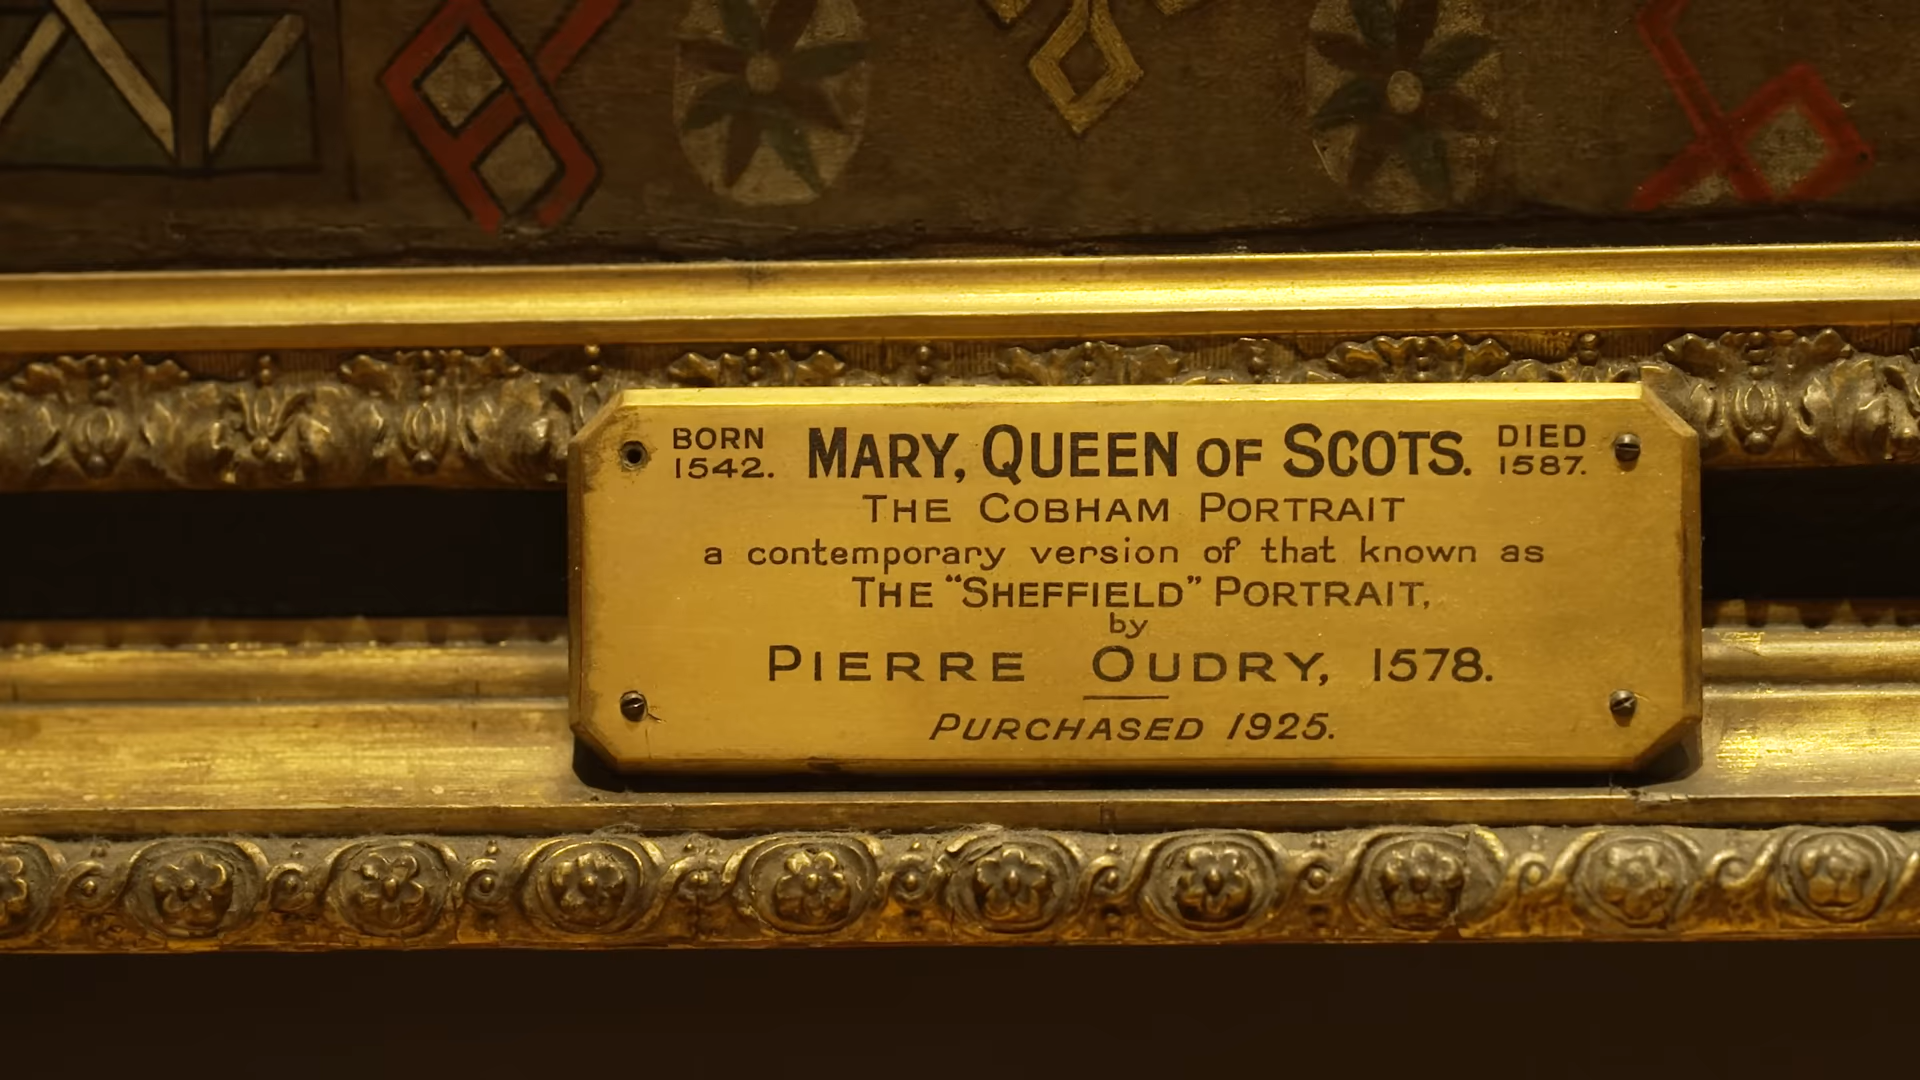 BORN 1542. MARY, QUEEN OF SCOTS. DIED 1587.
THE COBHAM PORTRAIT
a contemporary version of that known as
THE "SHEFFIELD" PORTRAIT,
by
PIERRE OUDRY, 1578.
PURCHASED 1925.